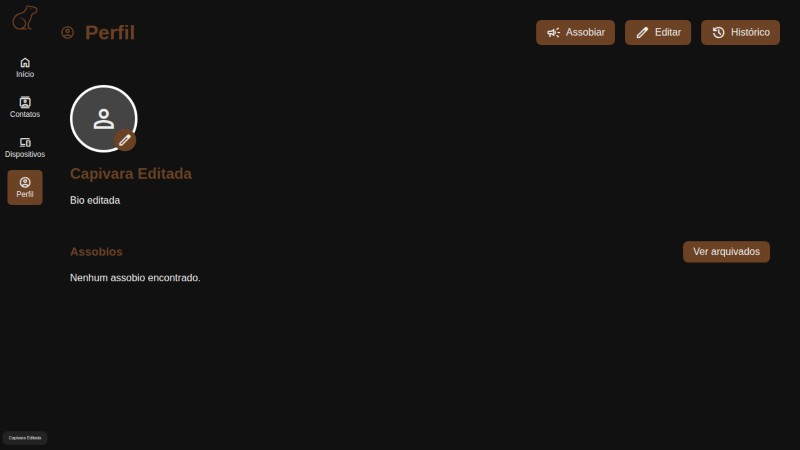 Perfil
Assobiar
Editar
Histórico
Início
Contatos
Dispositivos
Perfil
Capivara Editada
Bio editada
Assobios
Ver arquivados
Nenhum assobio encontrado.
Capivara Editada